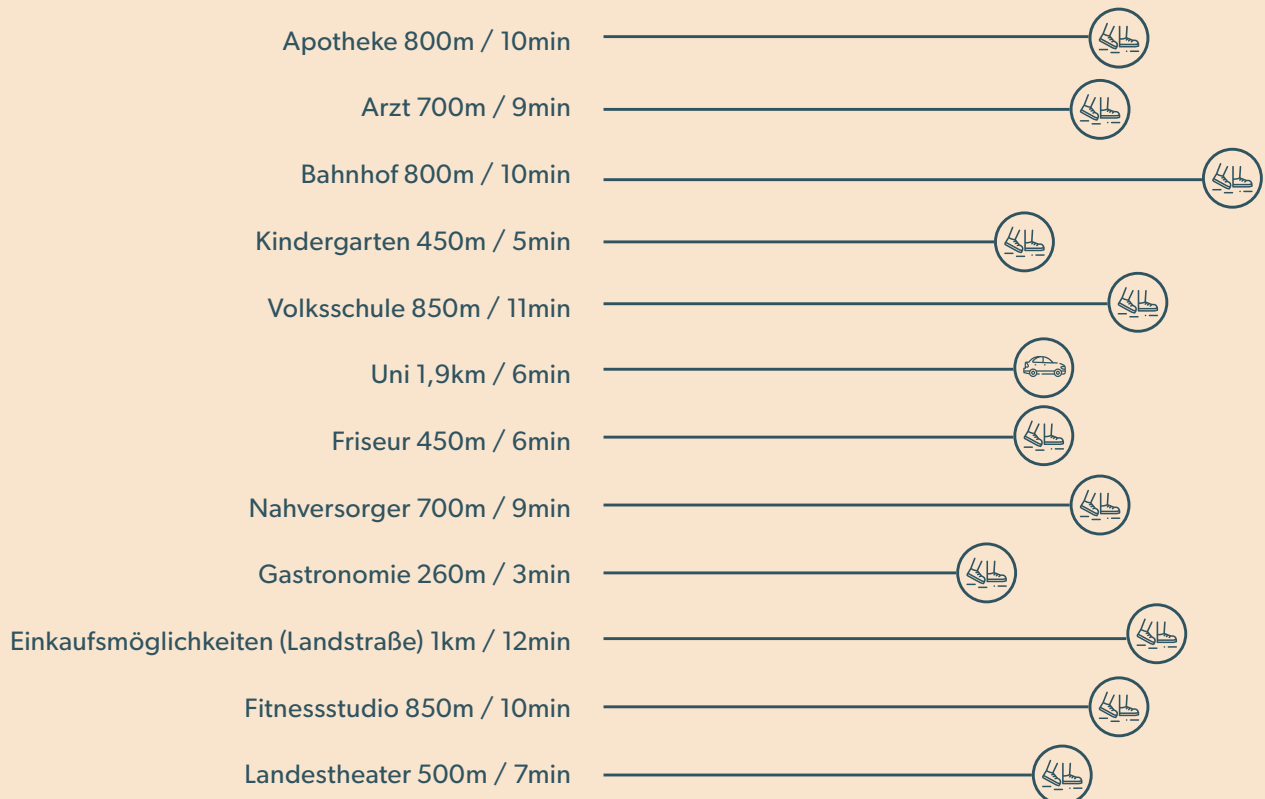 Apotheke 800m / 10min
Arzt 700m / 9min
Bahnhof 800m / 10min
Kindergarten 450m / 5min
Volksschule 850m / 11min
Uni 1,9km / 6min
Friseur 450m / 6min
Nahversorger 700m / 9min
Gastronomie 260m / 3min
Einkaufsmöglichkeiten (Landstraße) 1km / 12min
Fitnessstudio 850m / 10min
Landestheater 500m / 7min